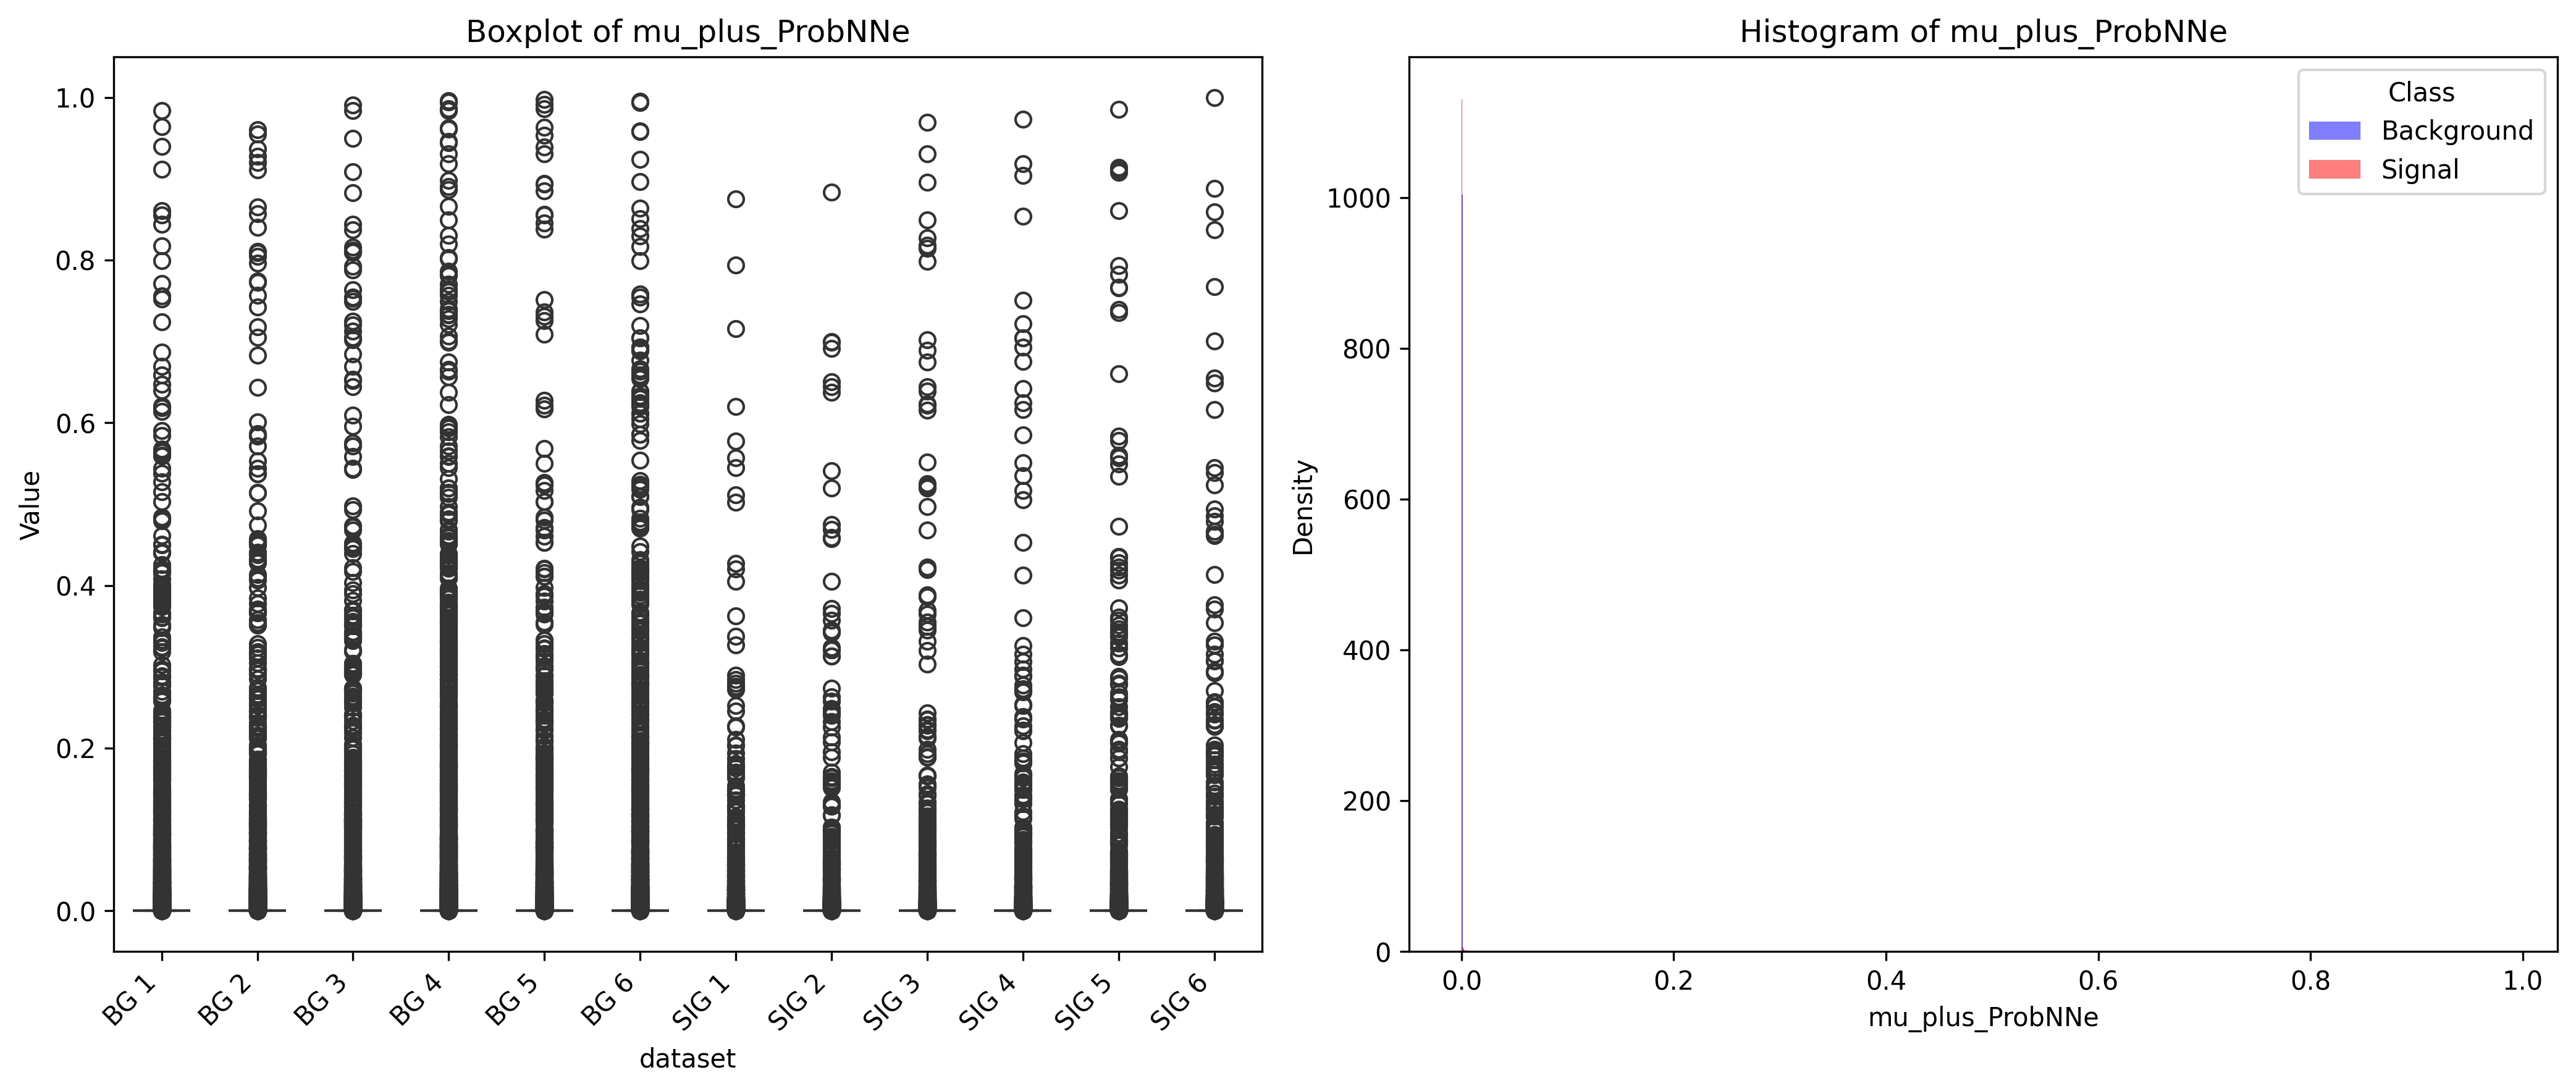 Boxplot of mu_plus_ProbNNe
Value
1.0
0.8
0.6
0.4
0.2
0.0
BG 1
BG 2
BG 3
BG 4
BG 5
BG 6
SIG 1
SIG 2
SIG 3
SIG 4
SIG 5
SIG 6
dataset
Histogram of mu_plus_ProbNNe
Class
Background
Signal
Density
1000
800
600
400
200
0
0.0 0.2 0.4 0.6 0.8 1.0
mu_plus_ProbNNe